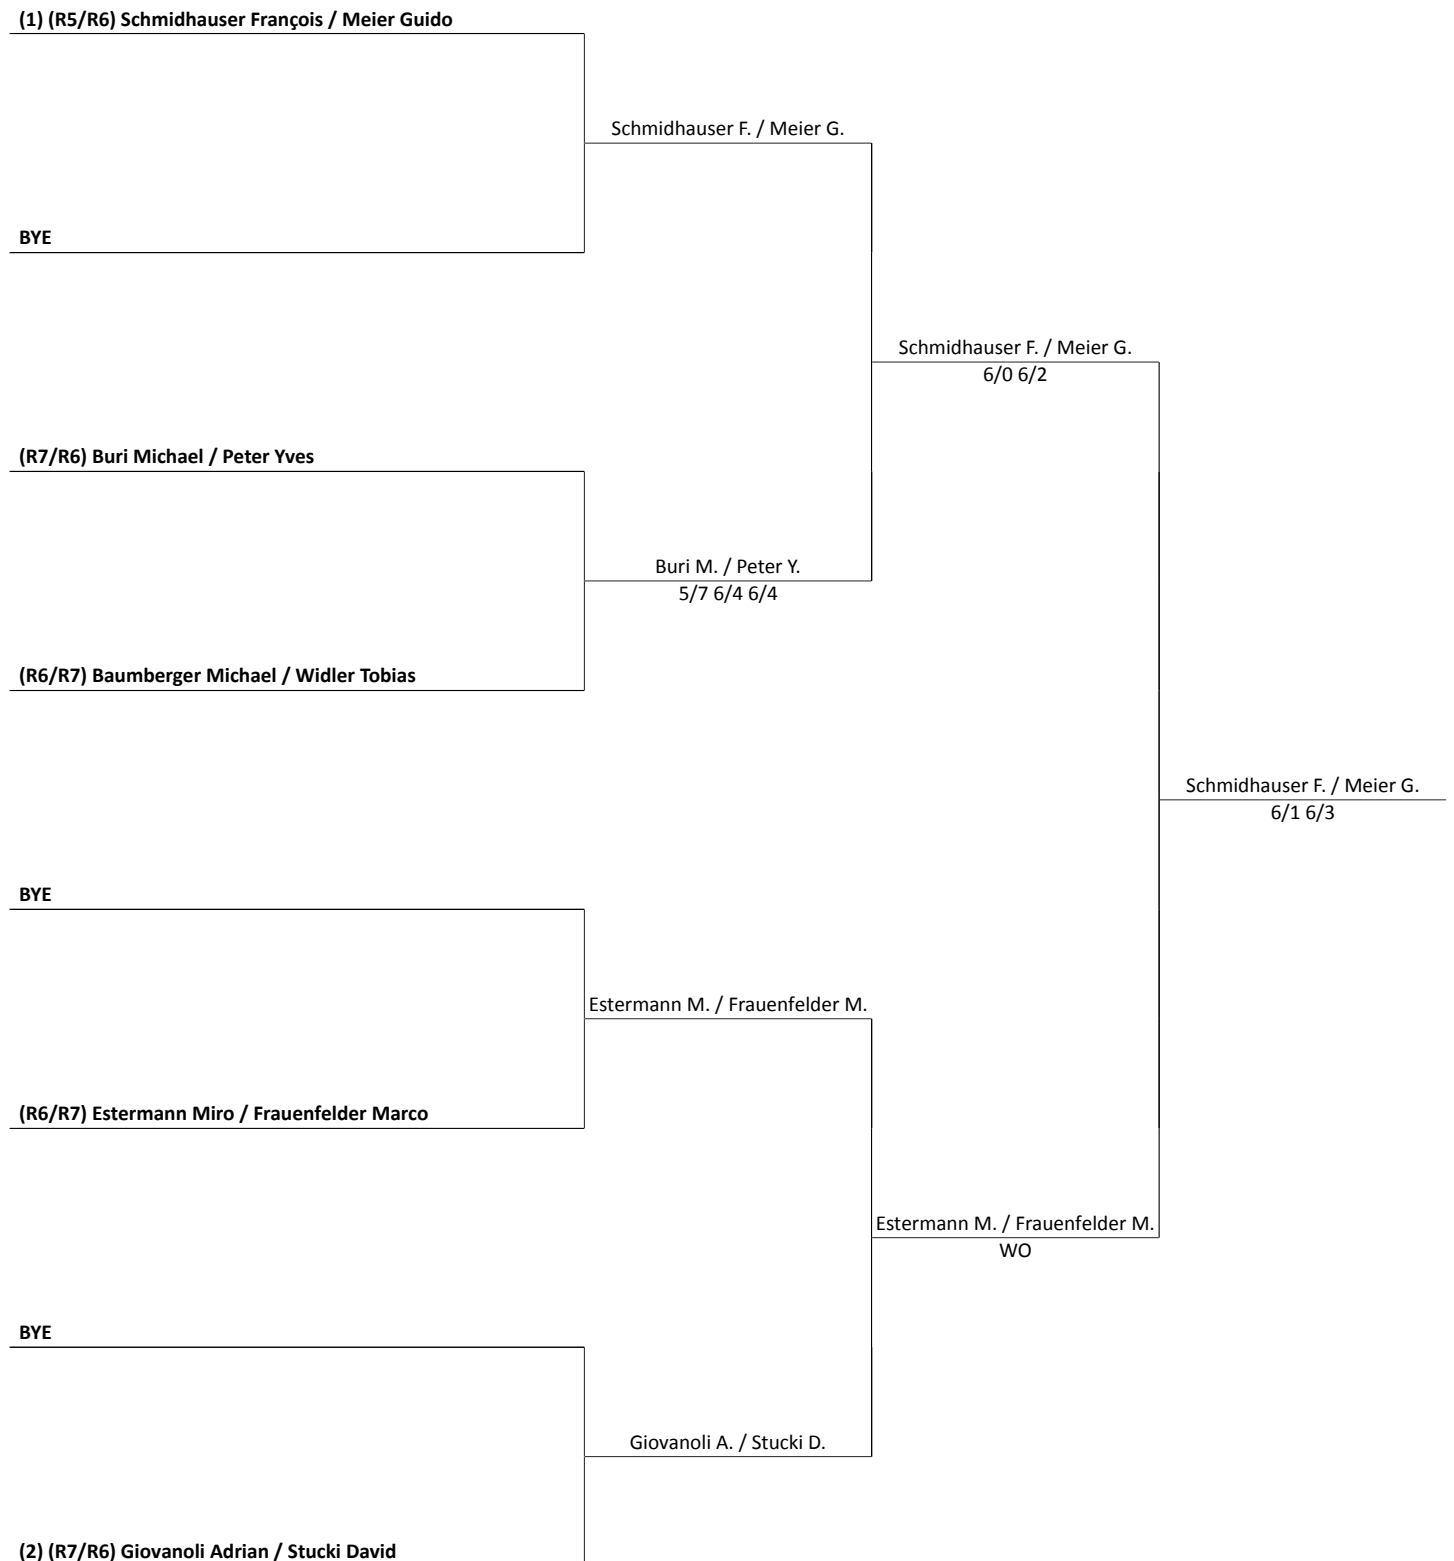 (1) (R5/R6) Schmidhauser François / Meier Guido
Schmidhauser F. / Meier G.
BYE
Schmidhauser F. / Meier G.
6/0 6/2
(R7/R6) Buri Michael / Peter Yves
Buri M. / Peter Y.
5/7 6/4 6/4
(R6/R7) Baumberger Michael / Widler Tobias
Schmidhauser F. / Meier G.
6/1 6/3
BYE
Estermann M. / Frauenfelder M.
(R6/R7) Estermann Miro / Frauenfelder Marco
Estermann M. / Frauenfelder M.
WO
BYE
Giovanoli A. / Stucki D.
(2) (R7/R6) Giovanoli Adrian / Stucki David